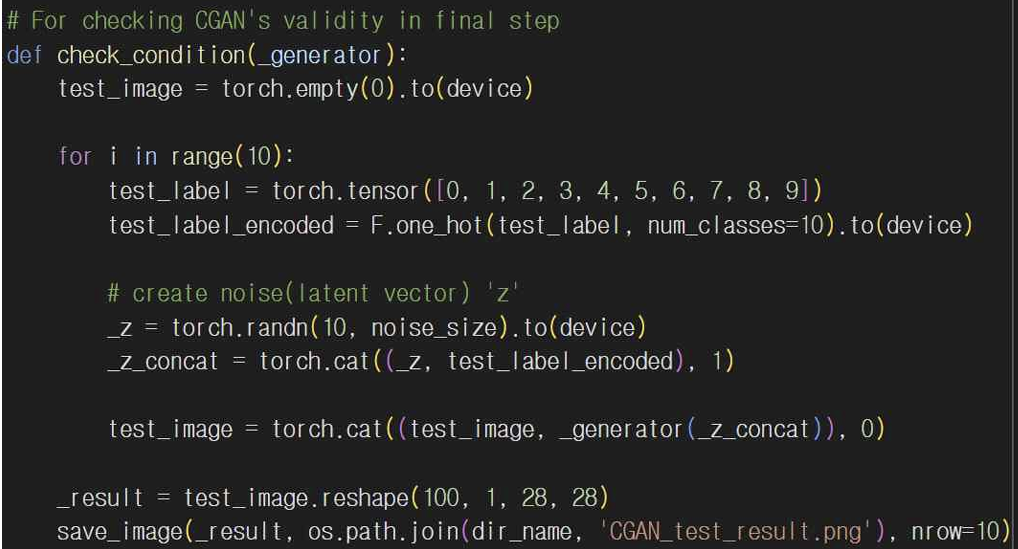 # For checking CGAN's validity in final step
def check_condition(_generator):
    test_image = torch.empty(0).to(device)

    for i in range(10):
        test_label = torch.tensor([0, 1, 2, 3, 4, 5, 6, 7, 8, 9])
        test_label_encoded = F.one_hot(test_label, num_classes=10).to(device)

        # create noise(latent vector) 'z'
        _z = torch.randn(10, noise_size).to(device)
        _z_concat = torch.cat((_z, test_label_encoded), 1)

        test_image = torch.cat((test_image, _generator(_z_concat)), 0)

    _result = test_image.reshape(100, 1, 28, 28)
    save_image(_result, os.path.join(dir_name, 'CGAN_test_result.png'), nrow=10)